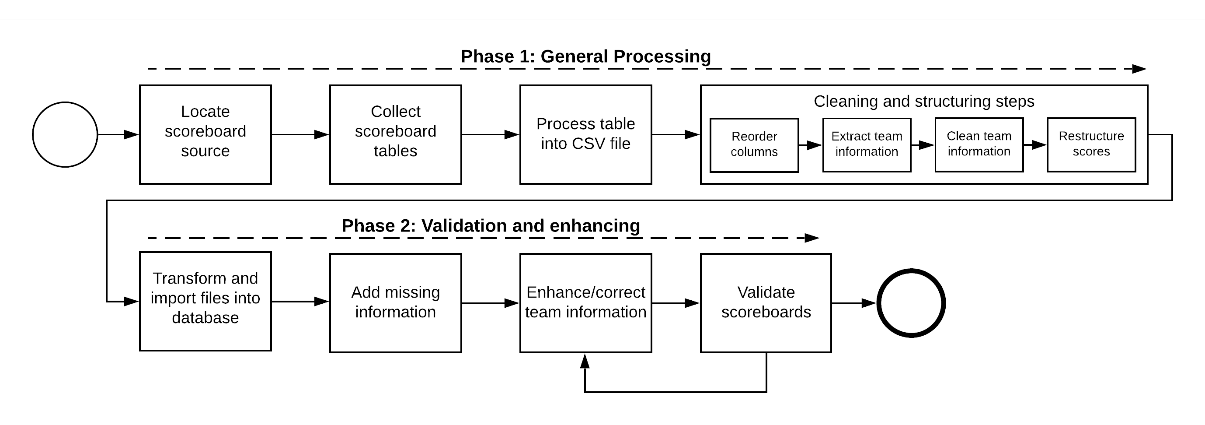 Phase 1: General Processing
Locate
scoreboard
source
Collect
scoreboard
tables
Process table
into CSV file
Cleaning and structuring steps
Reorder
columns
Extract team
information
Clean team
information
Restructure
scores
Phase 2: Validation and enhancing
Transform and
import files into
database
Add missing
information
Enhance/correct
team information
Validate
scoreboards